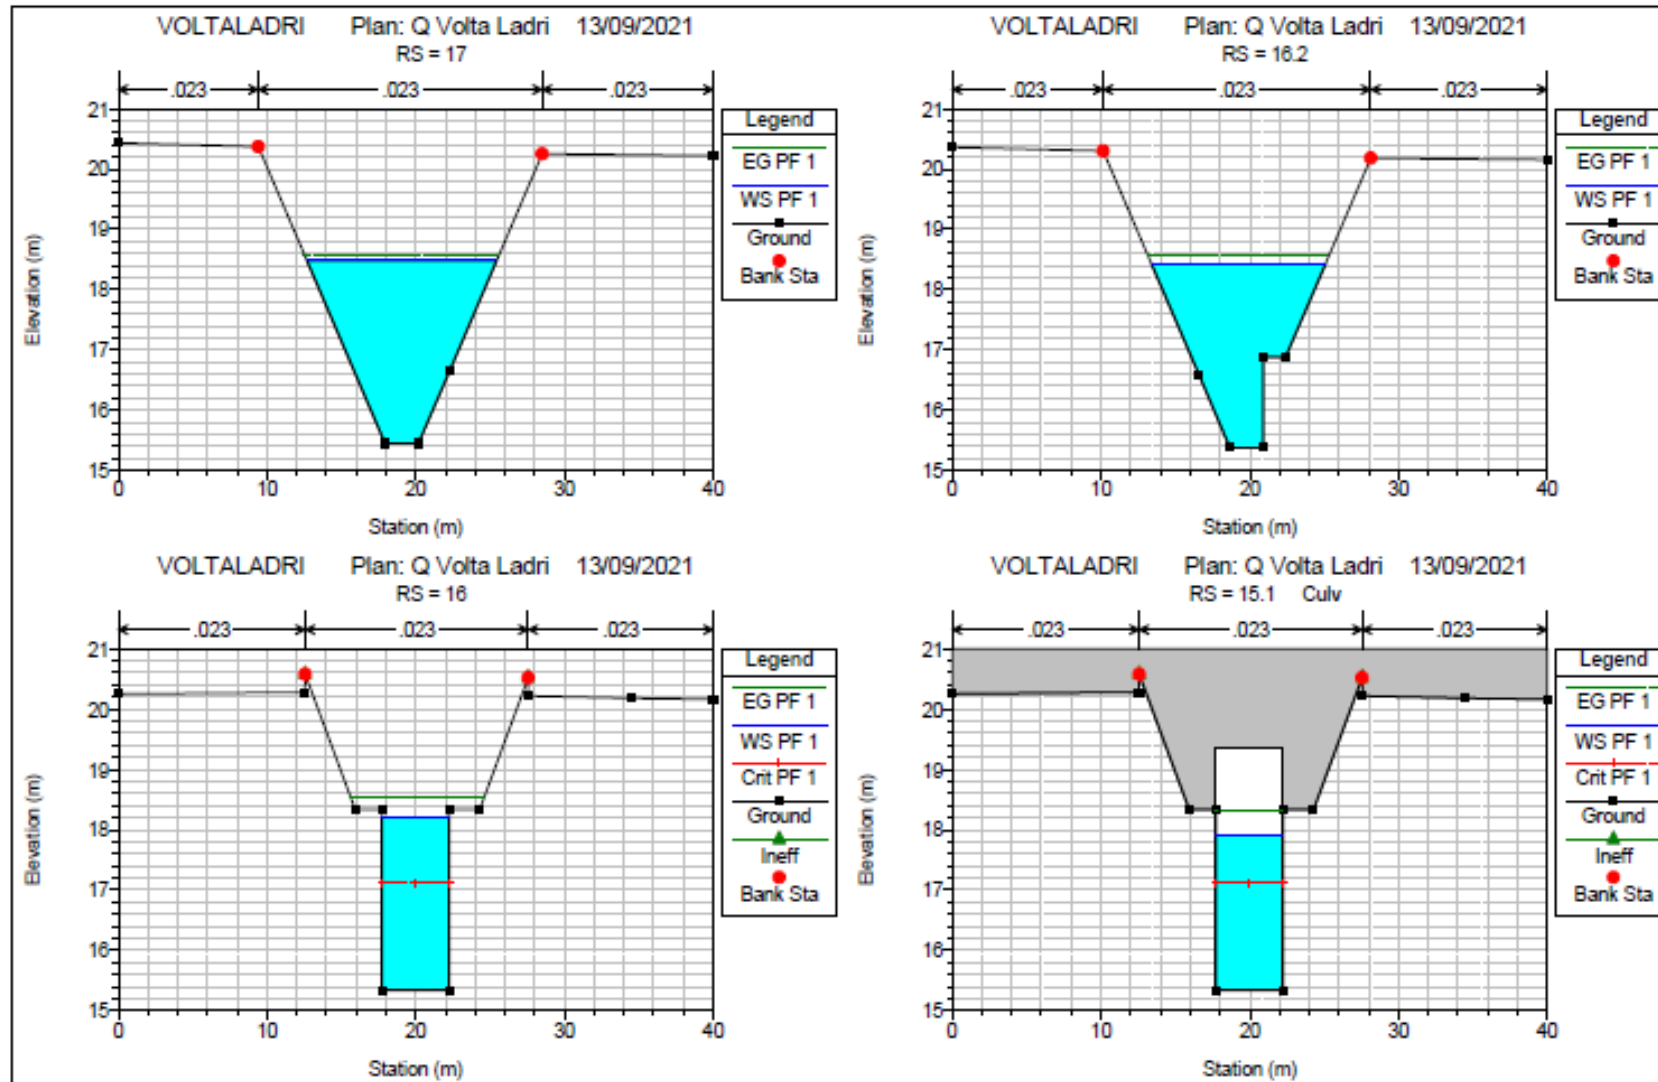 VOLTALADRI Plan: Q Volta Ladri 13/09/2021
RS = 17
.023 .023 .023
21
20
19
18
17
16
15
0 10 20 30 40
Elevation (m)
Station (m)
Legend
EG PF 1
WS PF 1
Ground
Bank Sta
VOLTALADRI Plan: Q Volta Ladri 13/09/2021
RS = 16.2
.023 .023 .023
21
20
19
18
17
16
15
0 10 20 30 40
Elevation (m)
Station (m)
Legend
EG PF 1
WS PF 1
Ground
Bank Sta
VOLTALADRI Plan: Q Volta Ladri 13/09/2021
RS = 16
.023 .023 .023
21
20
19
18
17
16
15
0 10 20 30 40
Elevation (m)
Station (m)
Legend
EG PF 1
WS PF 1
Crit PF 1
Ground
Ineff
Bank Sta
VOLTALADRI Plan: Q Volta Ladri 13/09/2021
RS = 15.1 Culv
.023 .023 .023
21
20
19
18
17
16
15
0 10 20 30 40
Elevation (m)
Station (m)
Legend
EG PF 1
WS PF 1
Crit PF 1
Ground
Ineff
Bank Sta